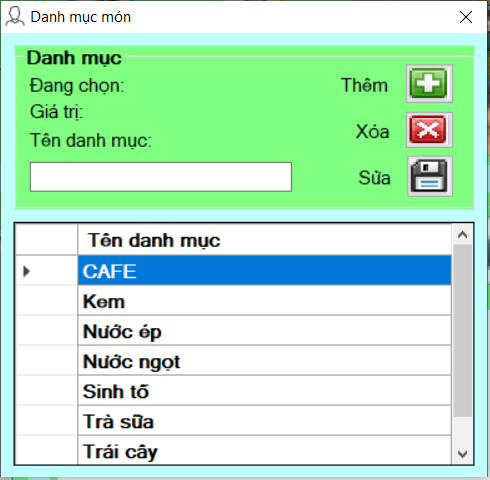 Danh mục món
Danh mục
Đang chọn:
Thêm
Giá trị:
Xóa
Tên danh mục:
Sửa
Tên danh mục
CAFE
Kem
Nước ép
Nước ngọt
Sinh tố
Trà sữa
Trái cây